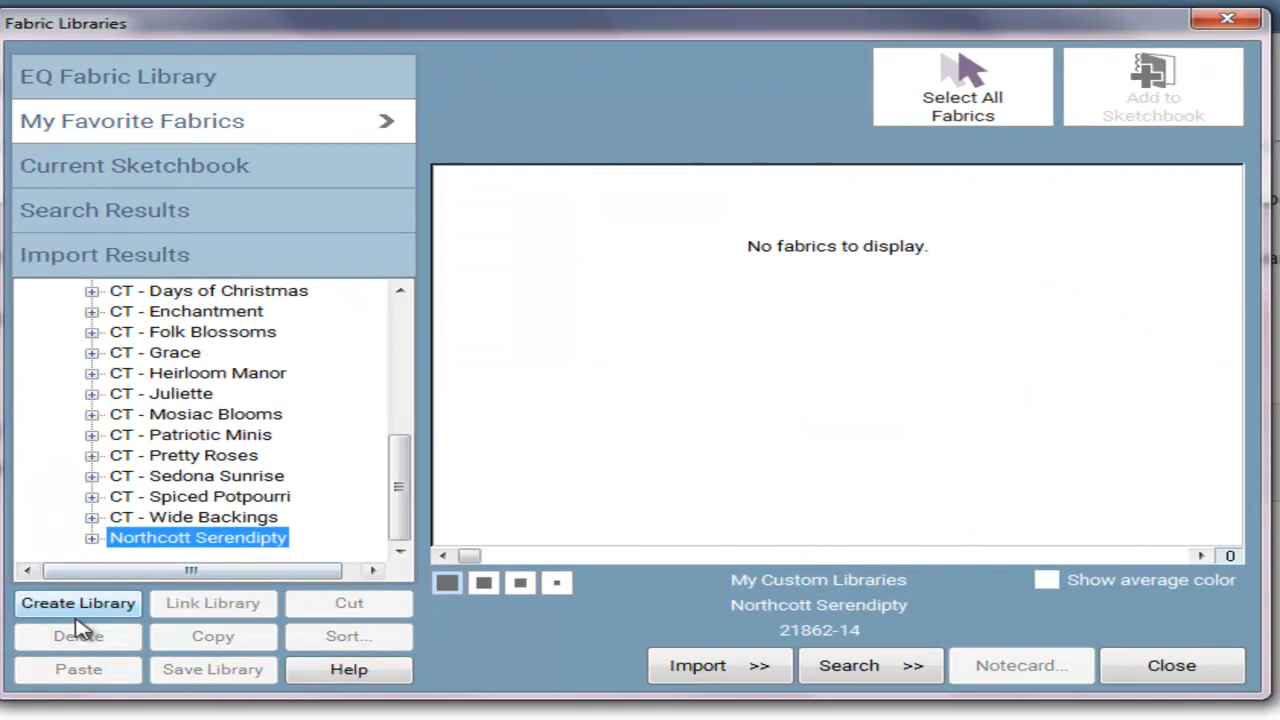 Fabric Libraries
EQ Fabric Library
My Favorite Fabrics
Current Sketchbook
Search Results
Import Results
CT - Days of Christmas
CT - Enchantment
CT - Folk Blossoms
CT - Grace
CT - Heirloom Manor
CT - Juliette
CT - Mosiac Blooms
CT - Patriotic Minis
CT - Pretty Roses
CT - Sedona Sunrise
CT - Spiced Potpourri
CT - Wide Backings
Northcott Serendipty
Create Library
Link Library
Cut
Delete
Copy
Sort...
Paste
Save Library
Help
Select All
Fabrics
Add to
Sketchbook
No fabrics to display.
0
My Custom Libraries
Northcott Serendipty
21862-14
Show average color
Import >>
Search >>
Notecard...
Close